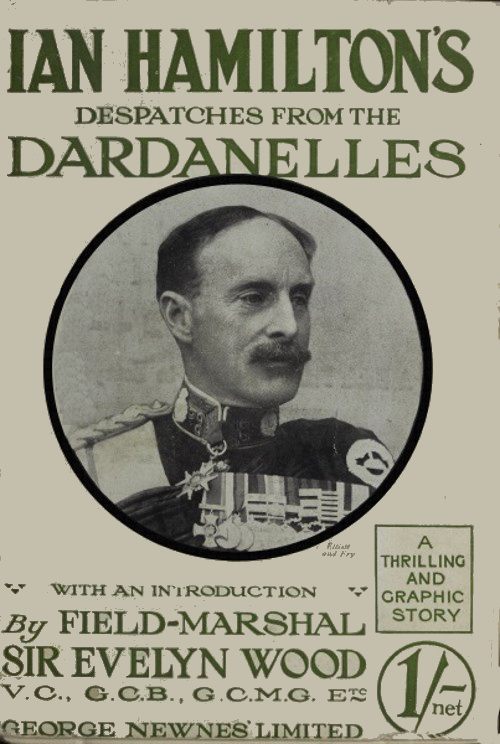 IAN HAMILTON'S
DESPATCHES FROM THE
DARDANELLES
Elliott
and Fry
A
THRILLING
AND
GRAPHIC
STORY
WITH AN INTRODUCTION
By FIELD-MARSHAL
SIR EVELYN WOOD
V.C., G.C.B., G.C.M.G. ETC
1/- net
GEORGE NEWNES' LIMITED